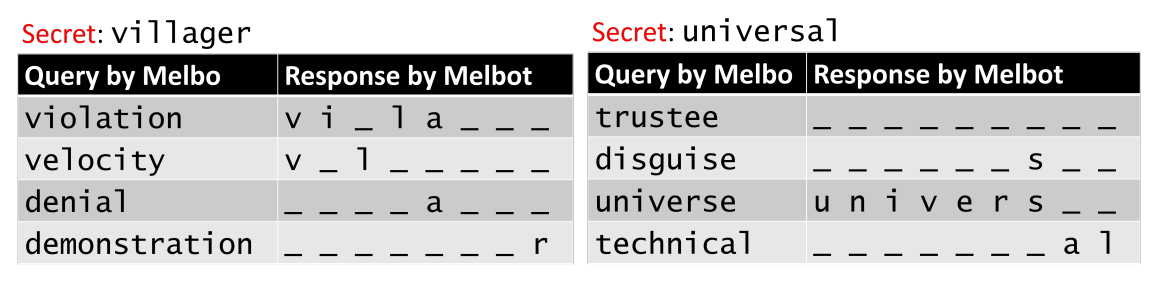 Secret: villager
Query by Melbo Response by Melbot
violation v i _ l a _ _ _
velocity v _ l _ _ _ _ _
denial _ _ _ _ a _ _ _
demonstration _ _ _ _ _ _ _ r
Secret: universal
Query by Melbo Response by Melbot
trustee _ _ _ _ _ _ _ _ _
disguise _ _ _ _ _ _ s _ _
universe u n i v e r s _ _
technical _ _ _ _ _ _ _ a l